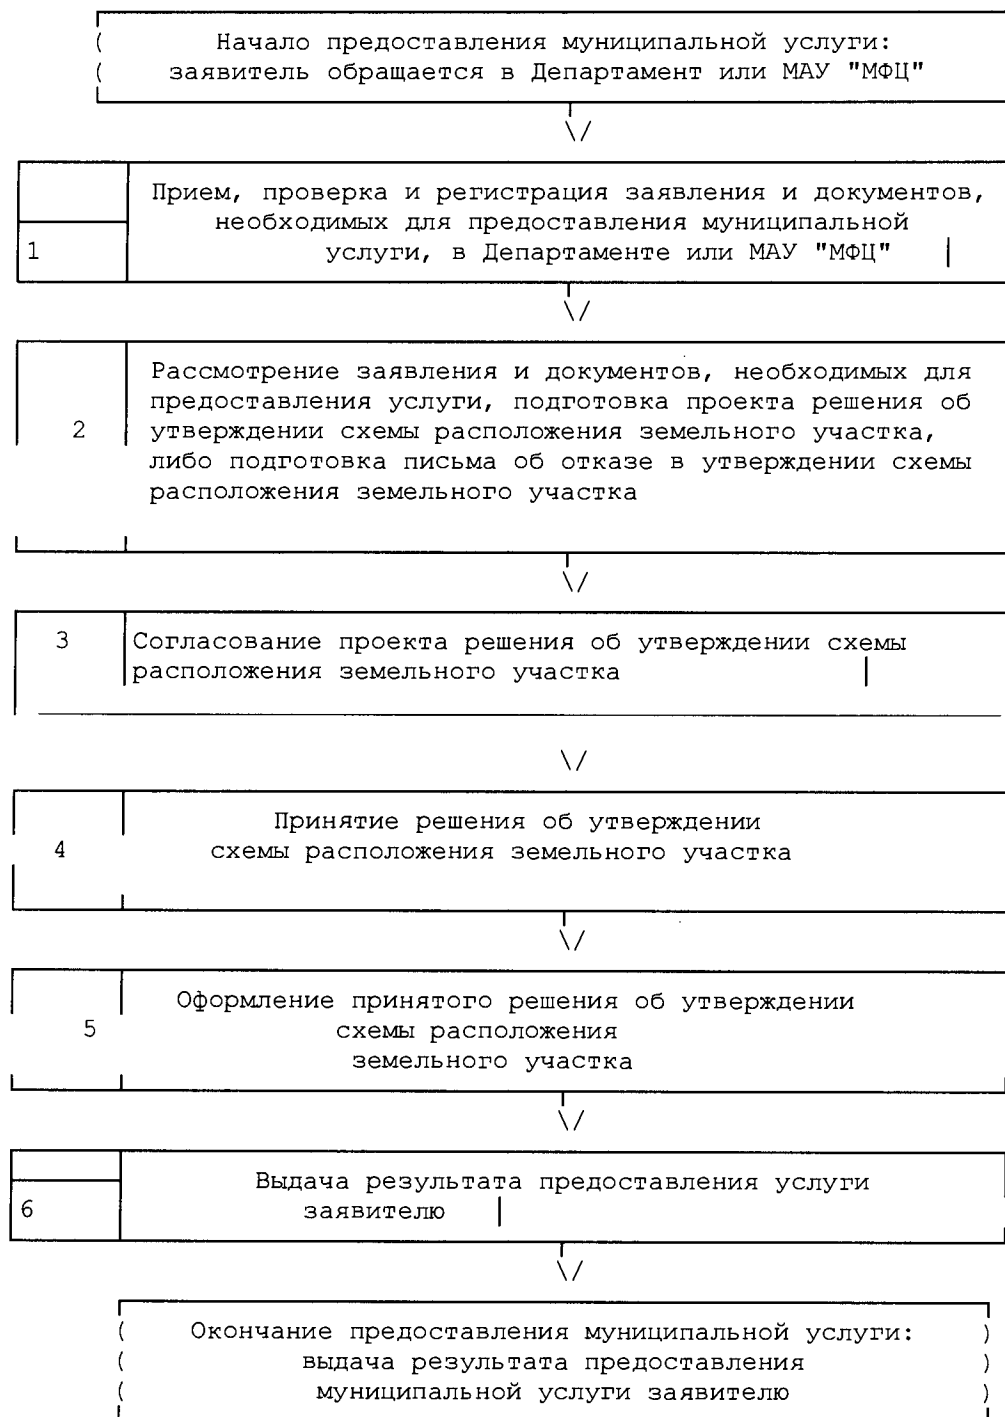 Начало предоставления муниципальной услуги:
заявитель обращается в Департамент или МАУ "МФЦ"
Прием, проверка и регистрация заявления и документов,
необходимых для предоставления муниципальной
1 услуги, в Департаменте или МАУ "МФЦ"
Рассмотрение заявления и документов, необходимых для
предоставления услуги, подготовка проекта решения об
2 утверждении схемы расположения земельного участка,
либо подготовка письма об отказе в утверждении схемы
расположения земельного участка
3 Согласование проекта решения об утверждении схемы
расположения земельного участка
Принятие решения об утверждении
4 схемы расположения земельного участка
Оформление принятого решения об утверждении
5 схемы расположения
земельного участка
Выдача результата предоставления услуги
6 заявителю
Окончание предоставления муниципальной услуги:
выдача результата предоставления
муниципальной услуги заявителю